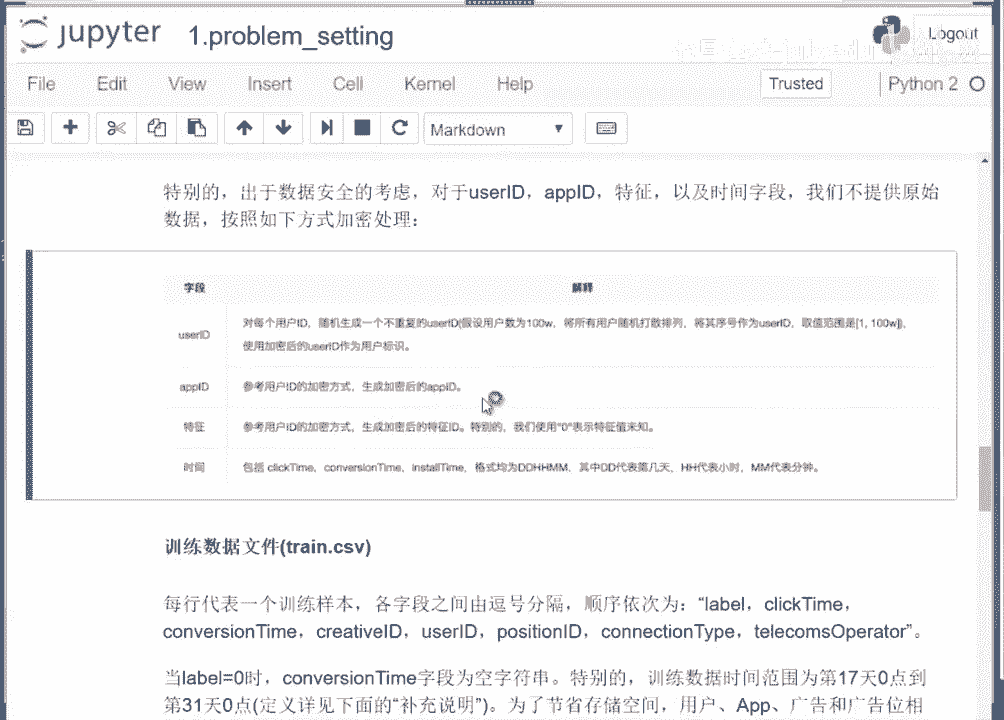 jupyter 1.problem_setting
Logout
File Edit View Insert Cell Kernel Help Trusted Python 2
Markdown
特别的，出于数据安全的考虑，对于userID，appID，特征，以及时间字段，我们不提供原始
数据，按照如下方式加密处理：
字段 解释
userID
对每个用户ID，随机生成一个不重复的userID(假设用户数为100w，将所有用户随机打散排列，将其序号作为userID，取值范围是[1, 100w])，
使用加密后的userID作为用户标识。
appID 参考用户ID的加密方式，生成加密后的appID。
特征 参考用户ID的加密方式，生成加密后的特征ID。特别的，我们使用"0"表示特征值未知。
时间 包括 clickTime，conversionTime，installTime，格式均为DDHHMM，其中DD代表第几天，HH代表小时，MM代表分钟。
训练数据文件(train.csv)
每行代表一个训练样本，各字段之间由逗号分隔，顺序依次为：“label，clickTime，
conversionTime，creativeID，userID，positionID，connectionType，telecomsOperator”。
当label=0时，conversionTime字段为空字符串。特别的，训练数据时间范围为第17天0点到
第31天0点(定义详见下面的“补充说明”)。为了节省存储空间，用户、App、广告和广告位相